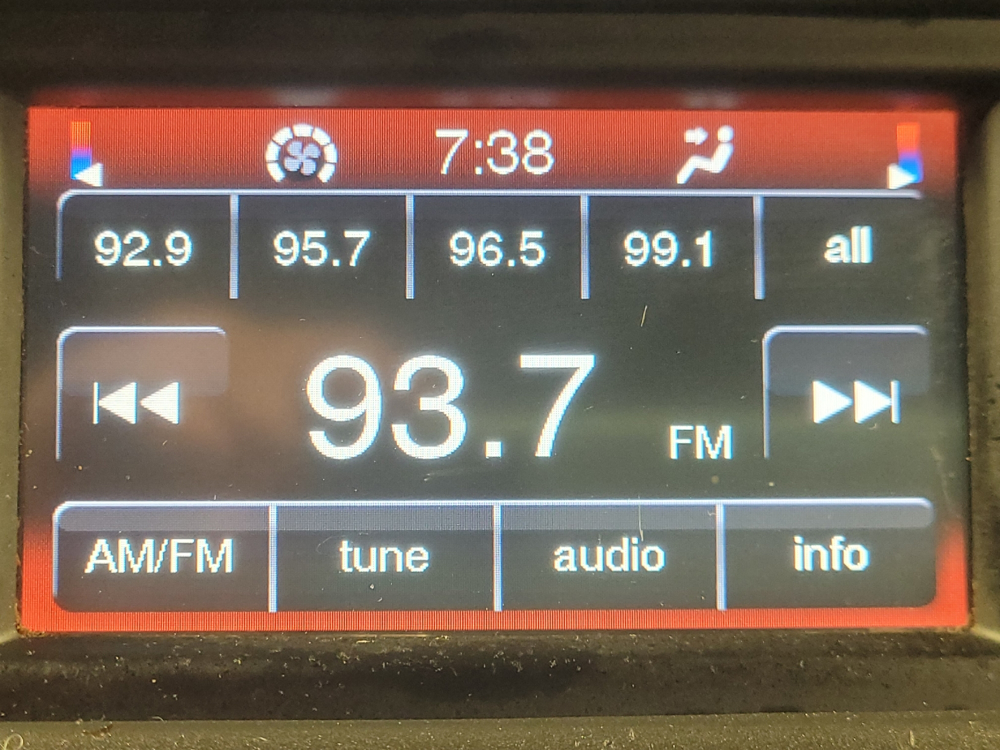 7:38
92.9 95.7 96.5 99.1 all
93.7 FM
AM/FM tune audio info